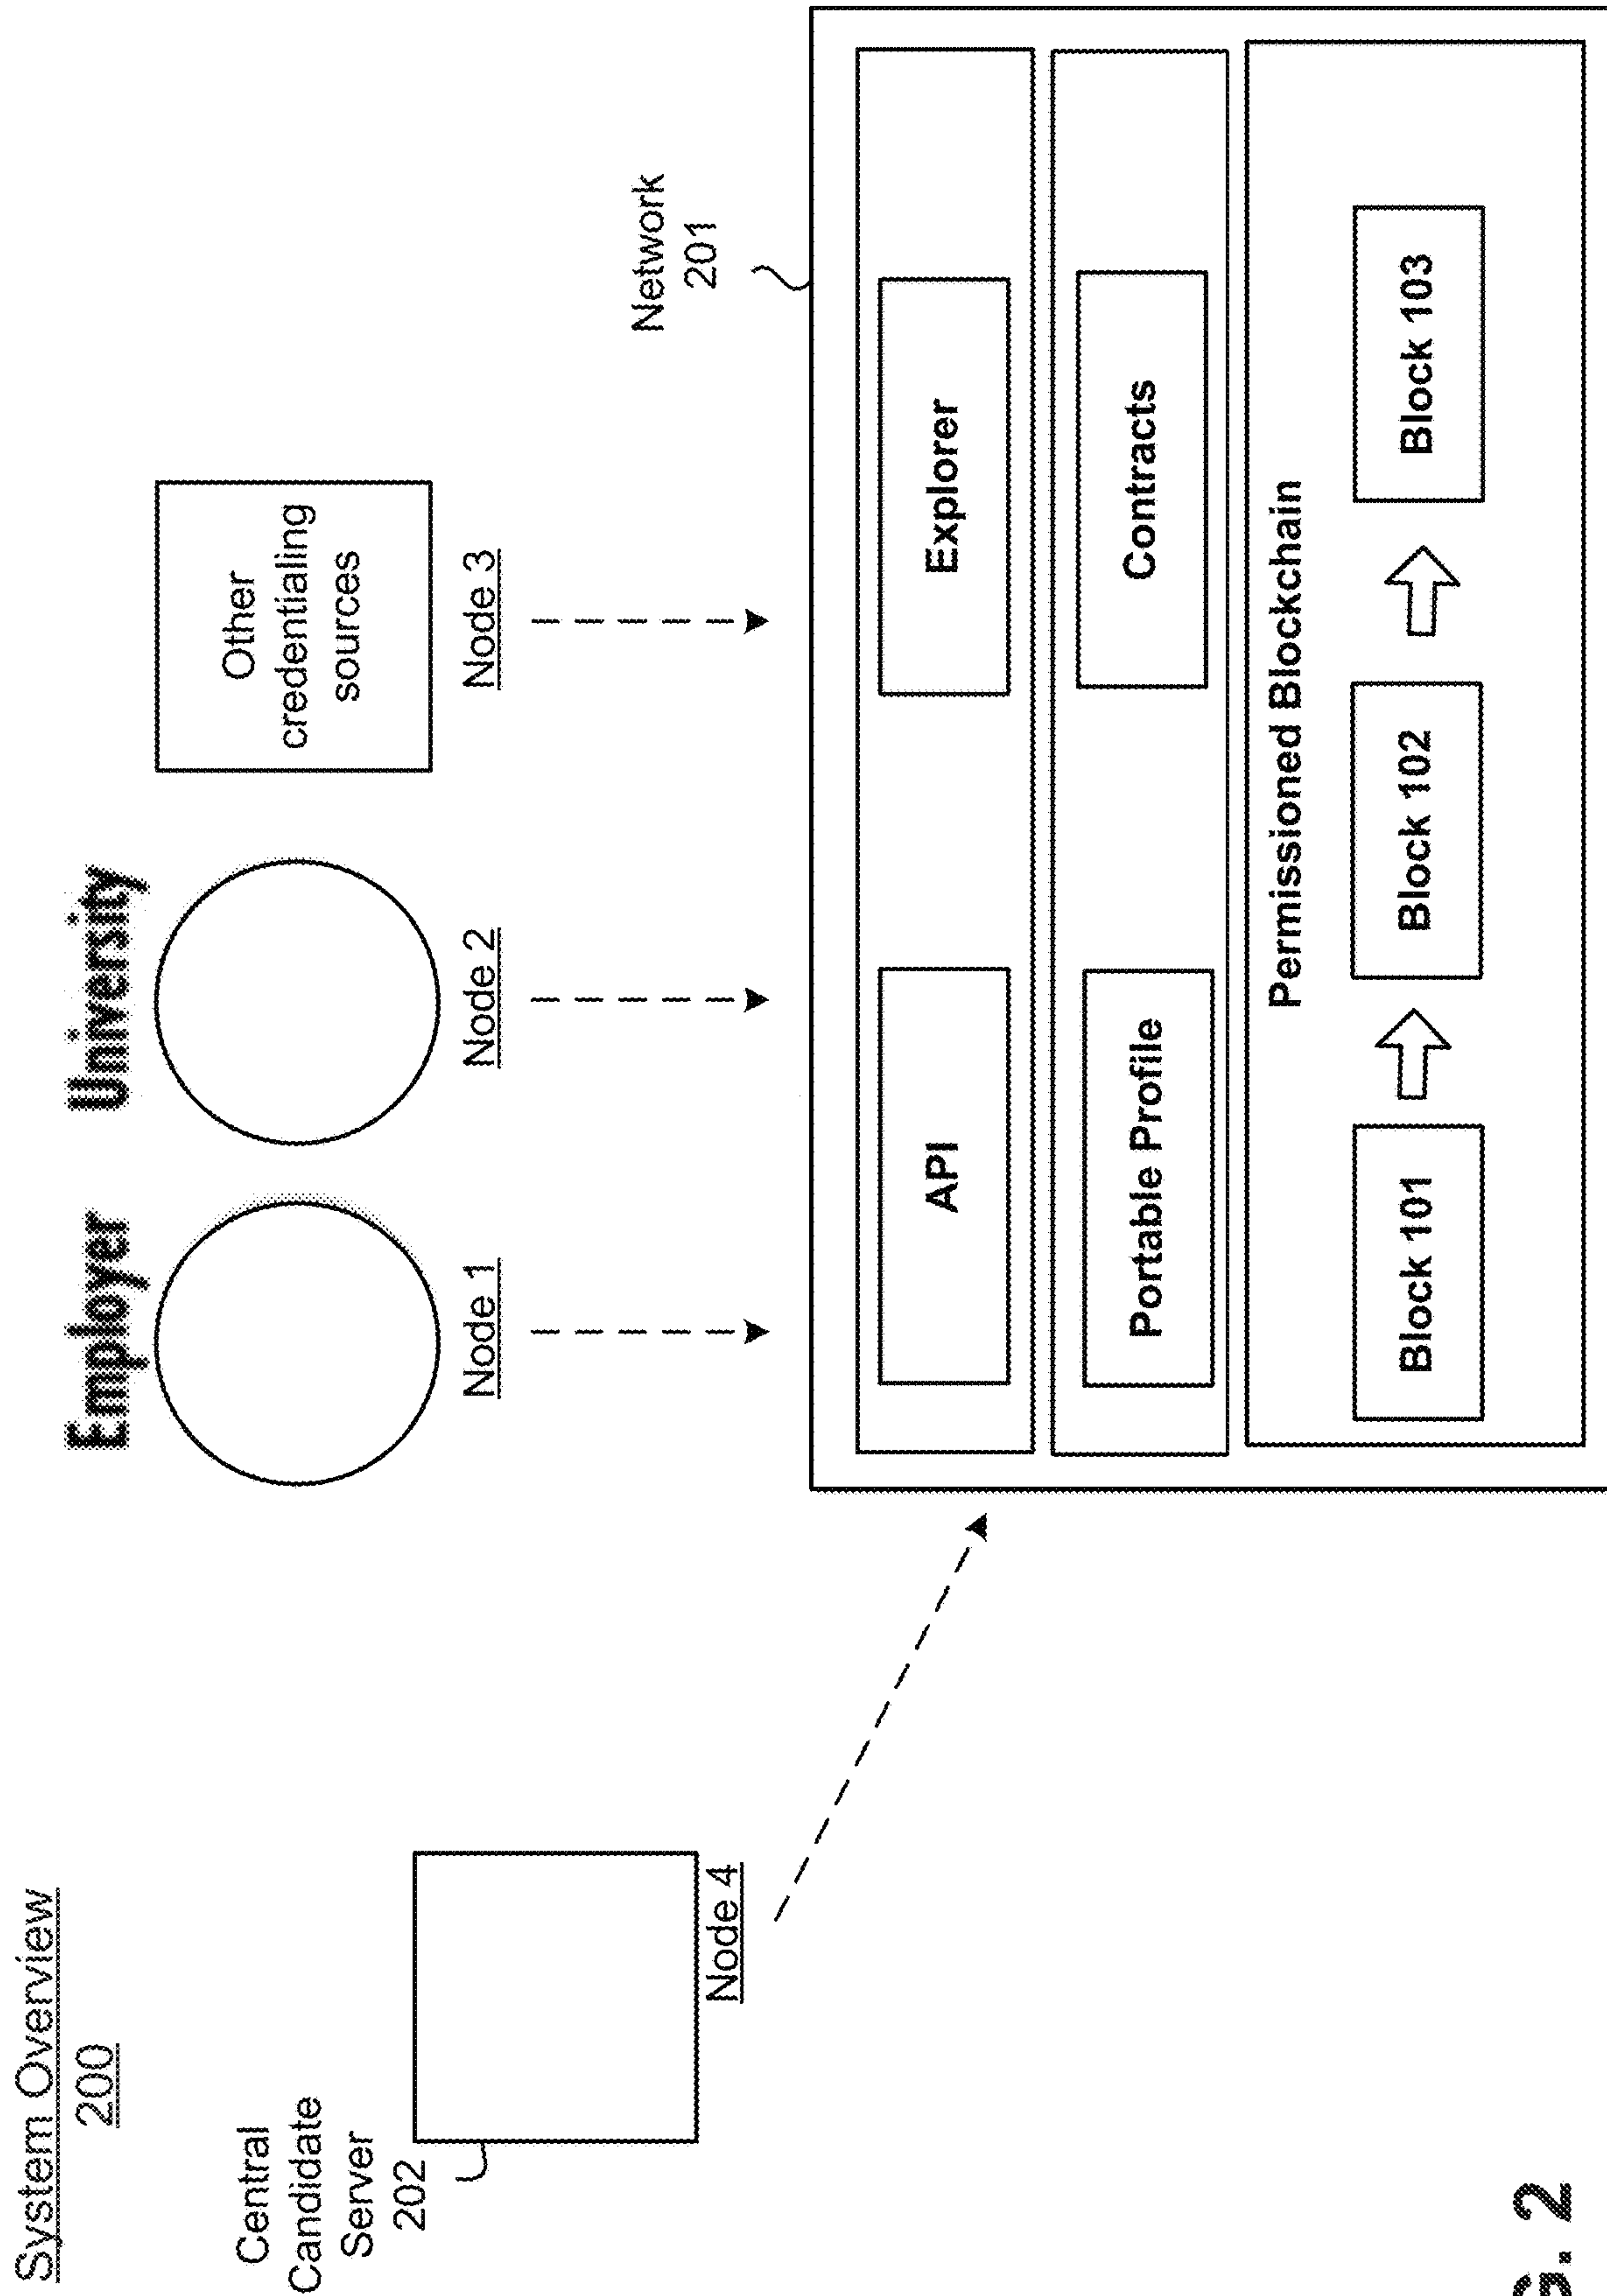 System Overview
200
Central
Candidate
Server
202
Node 4
Employer
Node 1
University
Node 2
Other
credentialing
sources
Node 3
Network
201
API
Explorer
Portable Profile
Contracts
Permissioned Blockchain
Block 101
Block 102
Block 103
G. 2